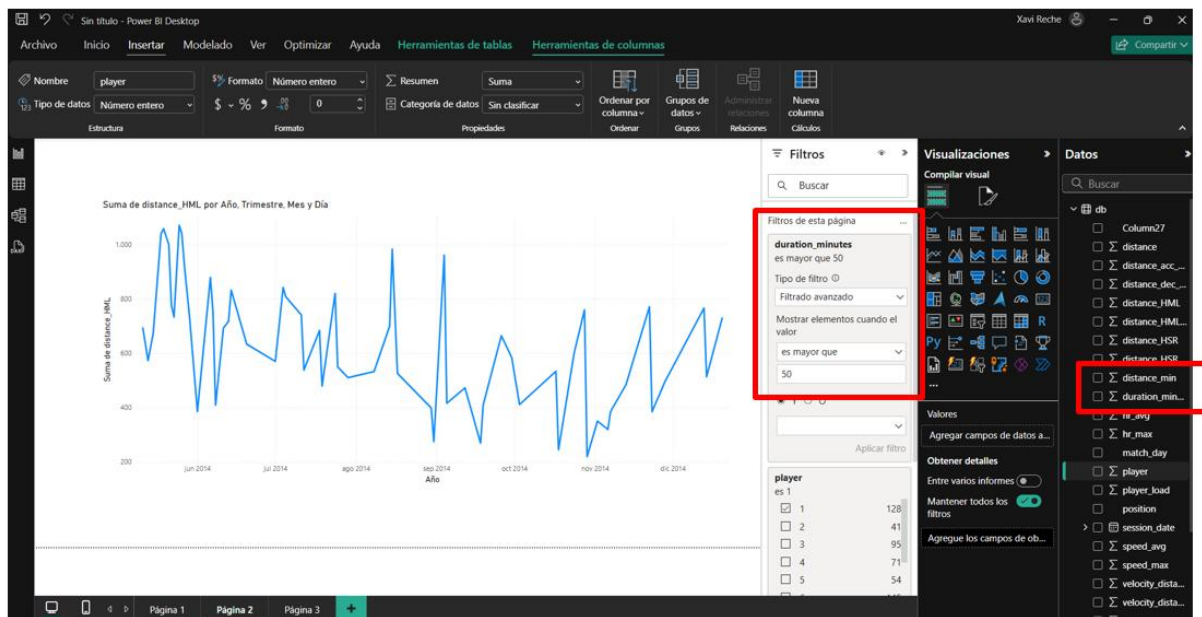 Sin título - Power BI Desktop
Xavi Reche
Archivo Inicio Insertar Modelado Ver Optimizar Ayuda Herramientas de tablas Herramientas de columnas
Compartir
Nombre player
Formato Número entero
Resumen Suma
Tipo de datos Número entero
$ % 0
Categoría de datos Sin clasificar
Ordenar por columna
Grupos de datos
Administrar relaciones
Nueva columna
Estructura Formato Propiedades Ordenar Grupos Relaciones Cálculos
Suma de distance_HML por Año, Trimestre, Mes y Día
Suma de distance_HML
1.000
800
600
400
200
jun 2014 jul 2014 ago 2014 sep 2014 oct 2014 nov 2014 dic 2014
Año
Filtros
Buscar
Filtros de esta página ...
duration_minutes
es mayor que 50
Tipo de filtro
Filtrado avanzado
Mostrar elementos cuando el
valor
es mayor que
50
Aplicar filtro
player
es 1
1 128
2 41
3 95
4 71
5 54
Visualizaciones
Compilar visual
R
Py
...
Valores
Agregar campos de datos a...
Obtener detalles
Entre varios informes
Mantener todos los
filtros
Agregue los campos de ob...
Datos
Buscar
db
Column27
distance
distance_acc_...
distance_dec_...
distance_HML
distance_HML...
distance_HSR
distance_HSR
distance_min
duration_min...
hr_avg
hr_max
match_day
player
player_load
position
session_date
speed_avg
speed_max
velocity_dista...
velocity_dista...
Página 1 Página 2 Página 3 +